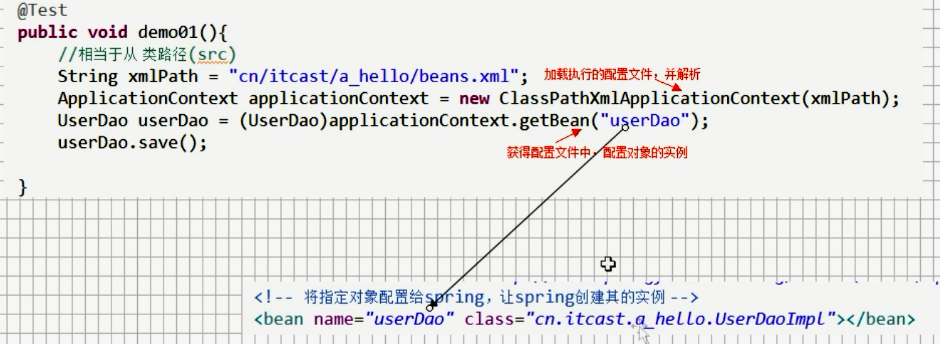 @Test
public void demo01(){
//相当于从 类路径(src)
String xmlPath = "cn/itcast/a_hello/beans.xml";
加载执行的配置文件，并解析
ApplicationContext applicationContext = new ClassPathXmlApplicationContext(xmlPath);
UserDao userDao = (UserDao)applicationContext.getBean("userDao");
userDao.save();
获得配置文件中，配置对象的实例
}
<!-- 将指定对象配置给spring，让spring创建其的实例 -->
<bean name="userDao" class="cn.itcast.a_hello.UserDaoImpl"></bean>